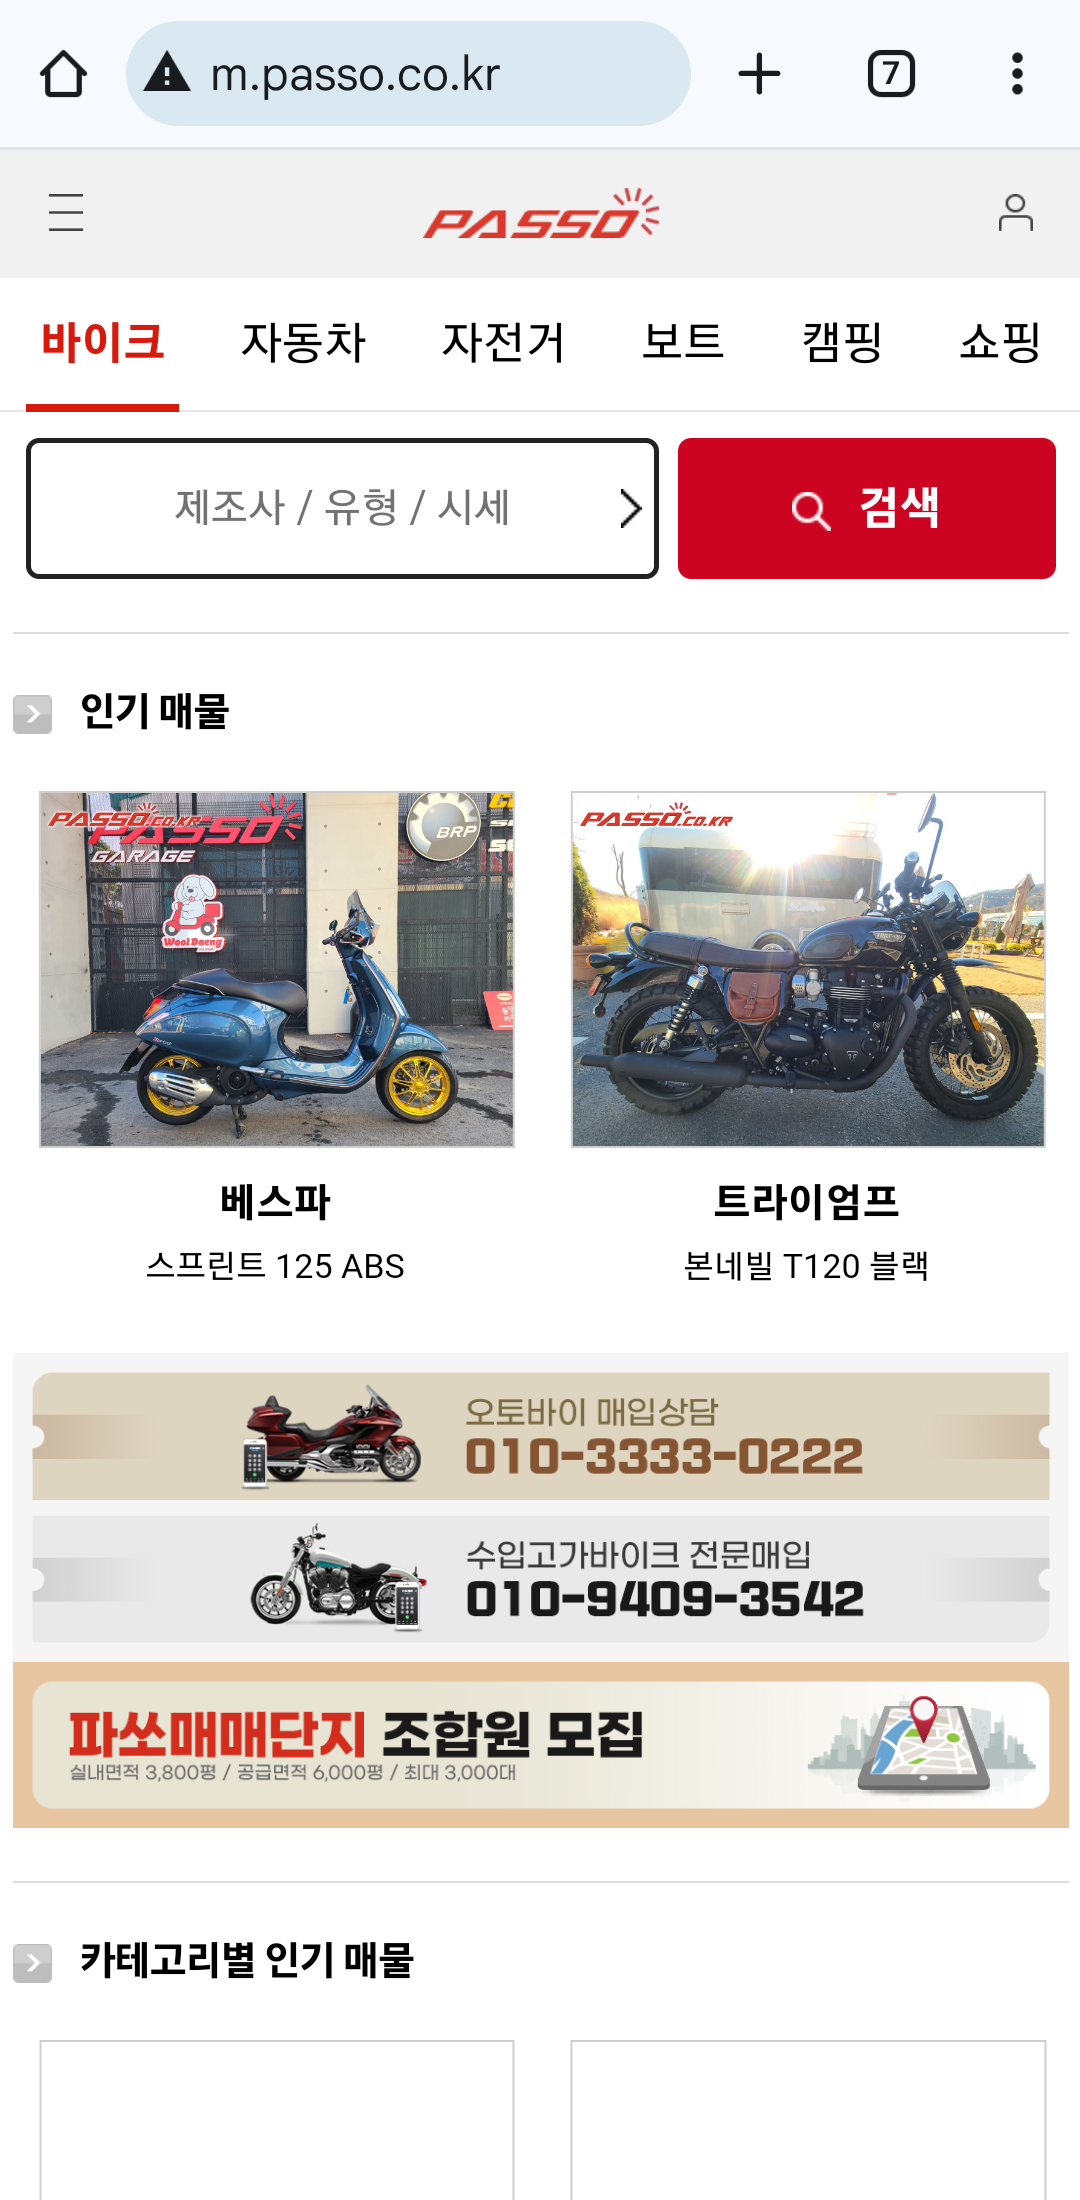 m.passo.co.kr
7
PASSO
바이크 자동차 자전거 보트 캠핑 쇼핑
제조사 / 유형 / 시세
검색
인기 매물
PASSO.CO.KR
PASSO
GARAGE
BRP
Wool Daeng
PASSO.CO.KR
베스파
스프린트 125 ABS
트라이엄프
본네빌 T120 블랙
오토바이 매입상담
010-3333-0222
수입고가바이크 전문매입
010-9409-3542
파쏘매매단지 조합원 모집
실내면적 3,800평 / 공급면적 6,000평 / 최대 3,000대
카테고리별 인기 매물